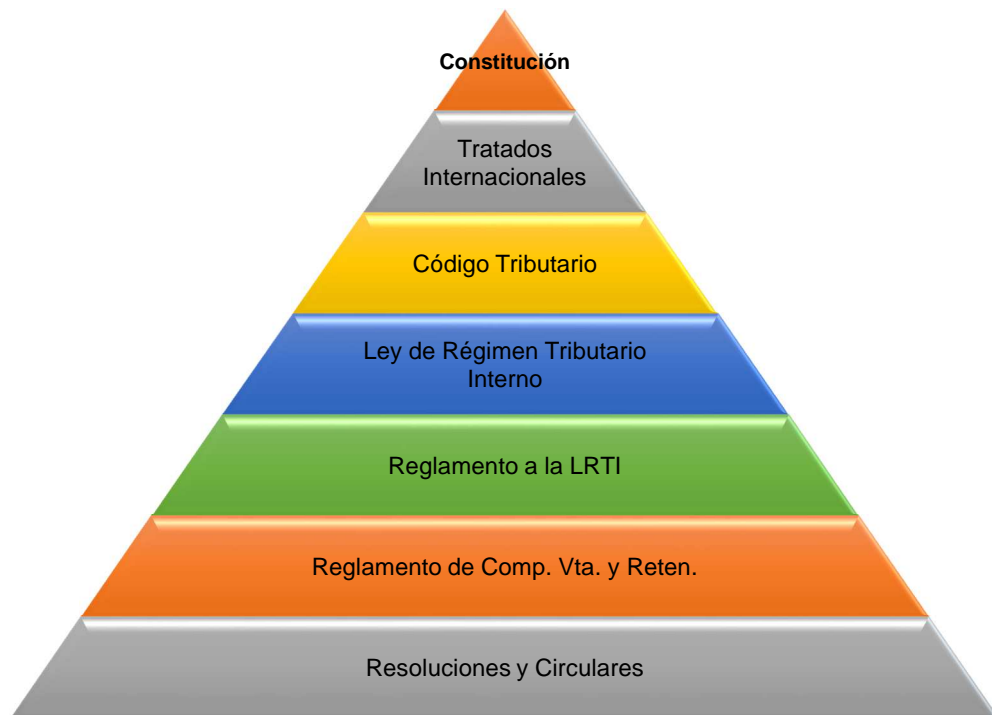 Constitución
Tratados
Internacionales
Código Tributario
Ley de Régimen Tributario
Interno
Reglamento a la LRTI
Reglamento de Comp. Vta. y Reten.
Resoluciones y Circulares